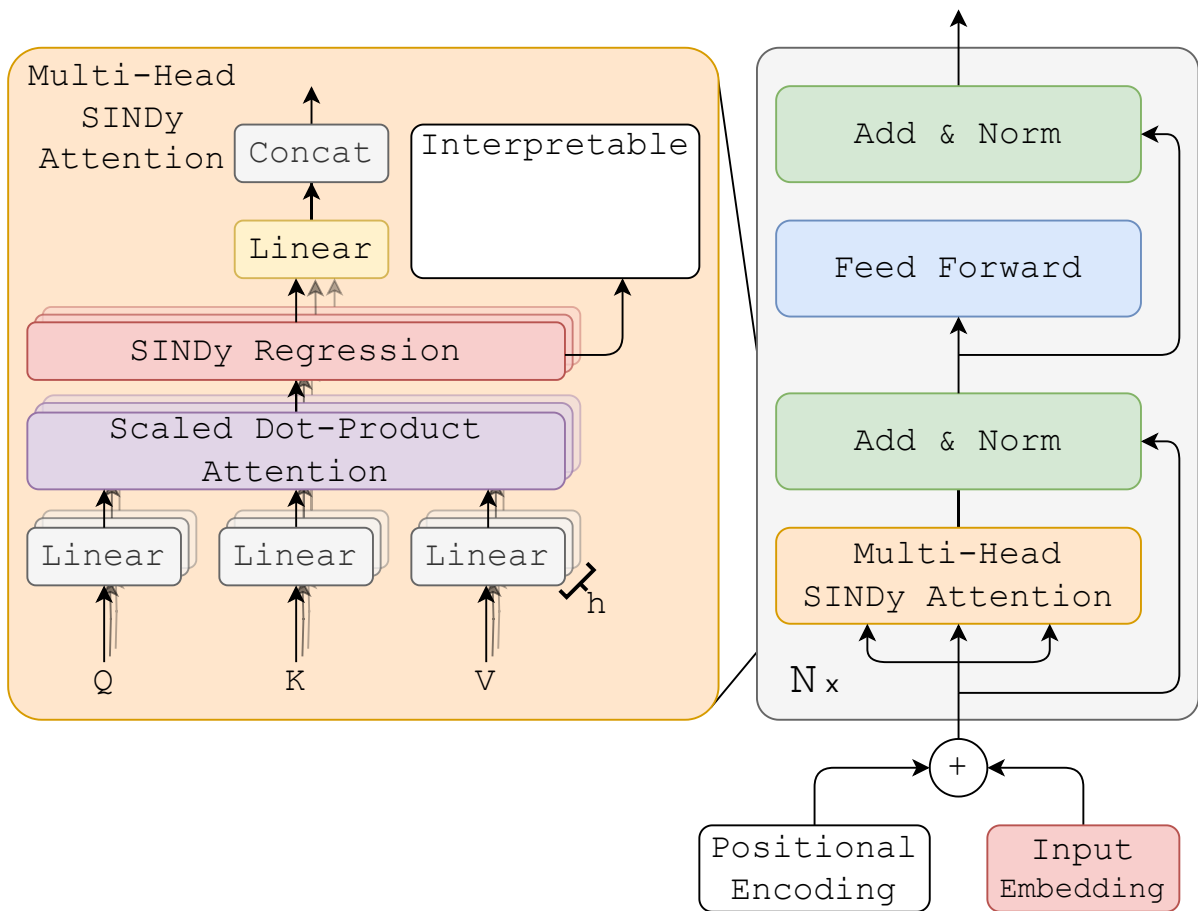 Multi-Head
SINDy
Attention
Concat
Interpretable
Linear
SINDy Regression
Scaled Dot-Product
Attention
Linear
Linear
Linear
h
Q
K
V
Add & Norm
Feed Forward
Add & Norm
Multi-Head
SINDy Attention
Nx
+
Positional
Encoding
Input
Embedding